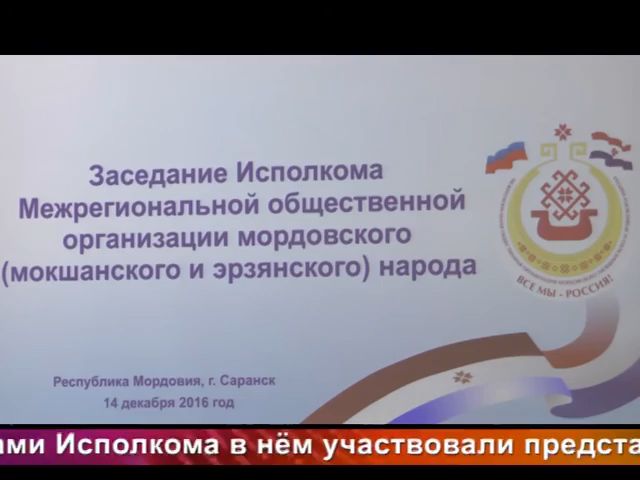 Заседание Исполкома
Межрегиональной общественной
организации мордовского
(мокшанского и эрзянского) народа
ВСЕ МЫ - РОССИЯ!
Республика Мордовия, г. Саранск
14 декабря 2016 год
ами Исполкома в нём участвовали предста